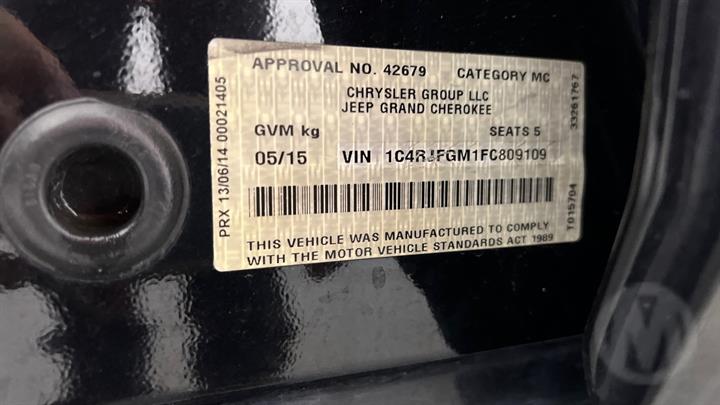 APPROVAL NO. 42679 CATEGORY MC
CHRYSLER GROUP LLC
JEEP GRAND CHEROKEE
GVM kg SEATS 5
05/15 VIN 1C4RJFGM1FC809109
THIS VEHICLE WAS MANUFACTURED TO COMPLY
WITH THE MOTOR VEHICLE STANDARDS ACT 1989
PRX 13/06/14 00021405
33261767
T015704
M